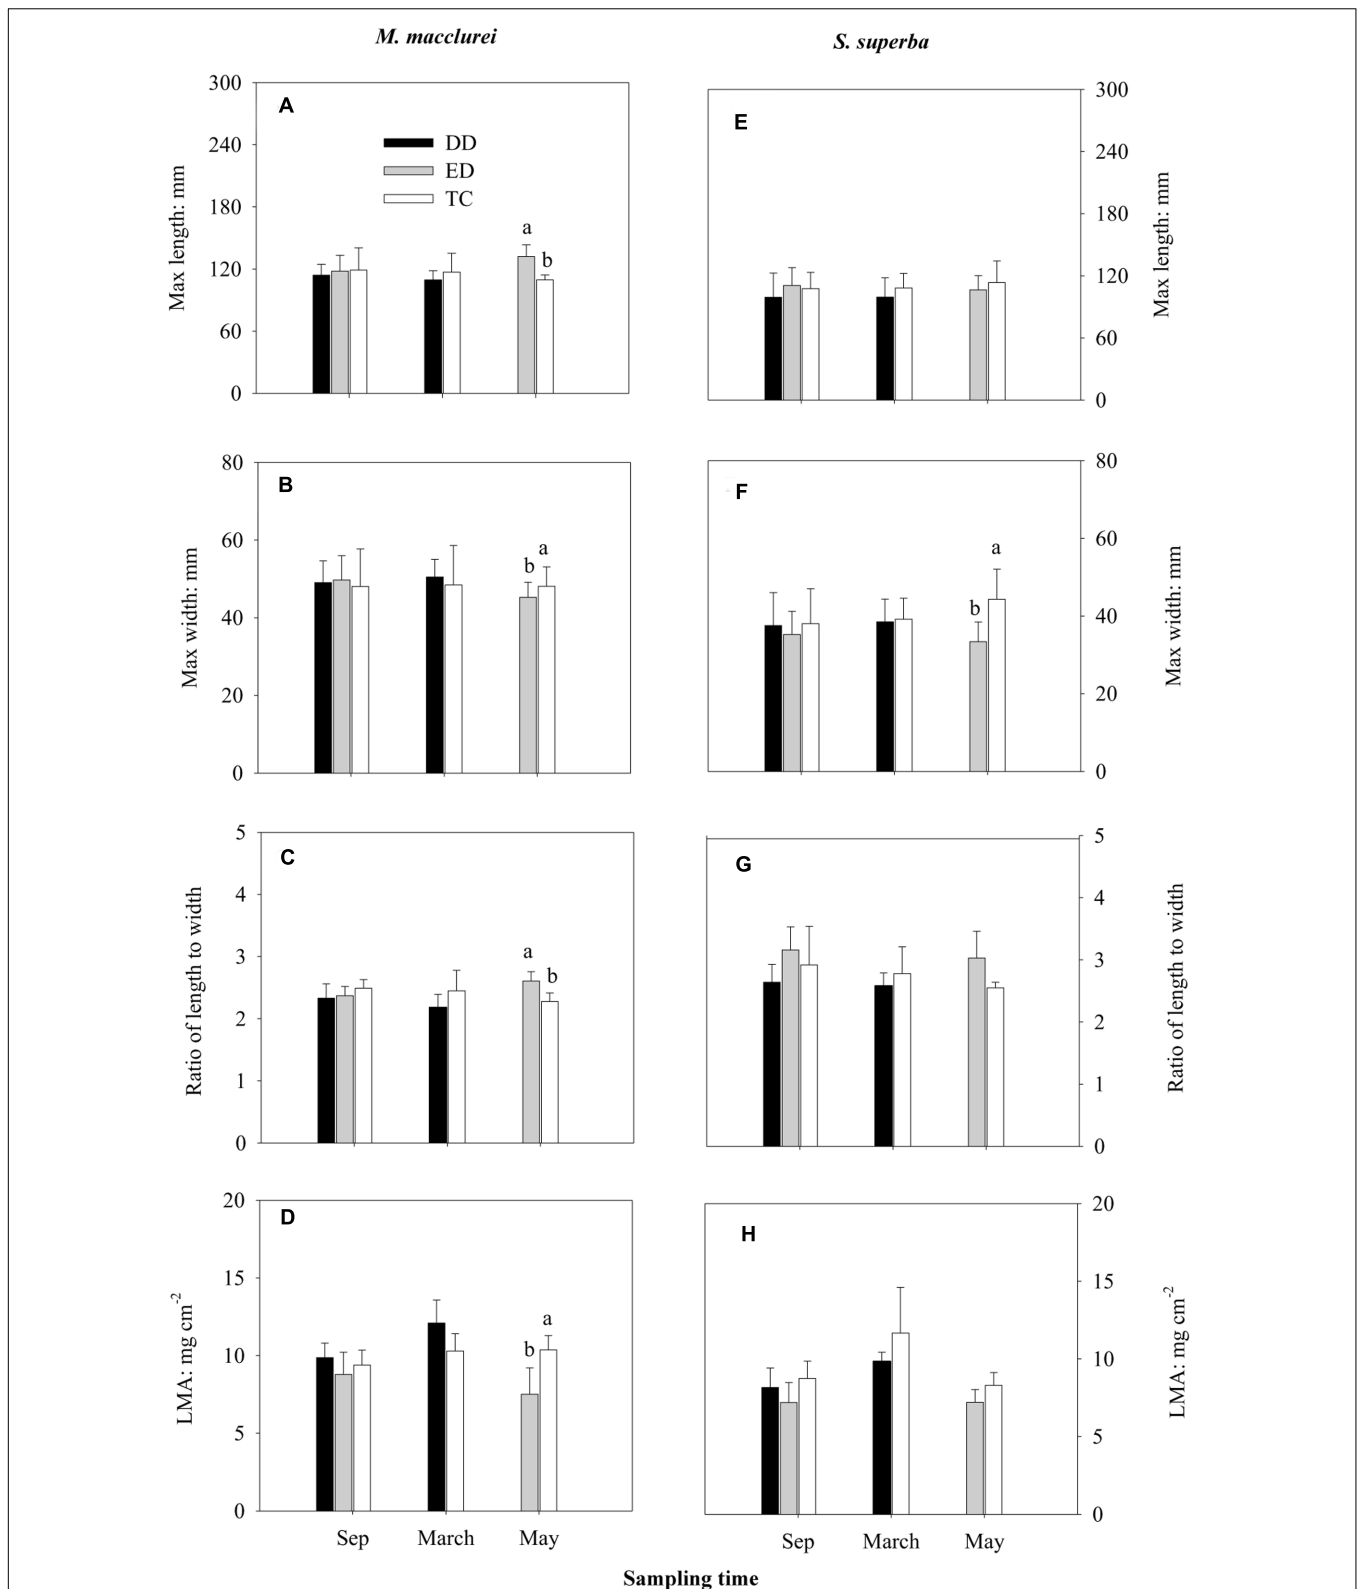 M. macclurei
S. superba
A
DD
ED
TC
300
240
180
120
60
0
Max length: mm
a
b
E
300
240
180
120
60
0
Max length: mm
B
80
60
40
20
0
Max width: mm
b
a
F
80
60
40
20
0
Max width: mm
b
a
C
5
4
3
2
1
0
Ratio of length to width
a
b
G
5
4
3
2
1
0
Ratio of length to width
D
20
15
10
5
0
LMA: mg cm⁻²
b
a
Sep March May
H
20
15
10
5
0
LMA: mg cm⁻²
Sep March May
Sampling time